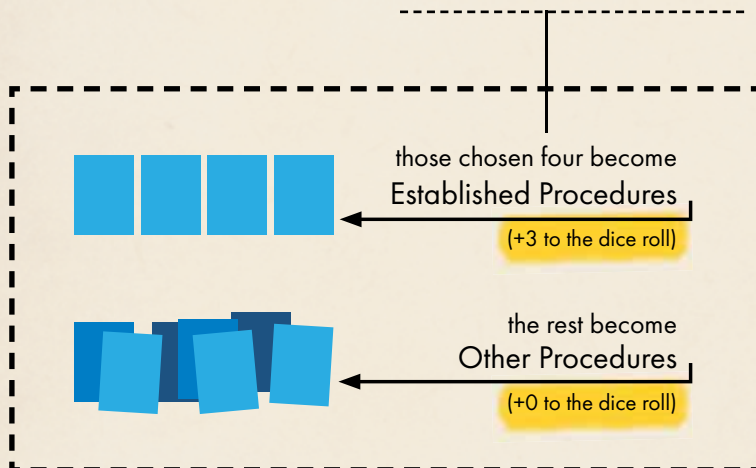 those chosen four become
Established Procedures
(+3 to the dice roll)
the rest become
Other Procedures
(+0 to the dice roll)